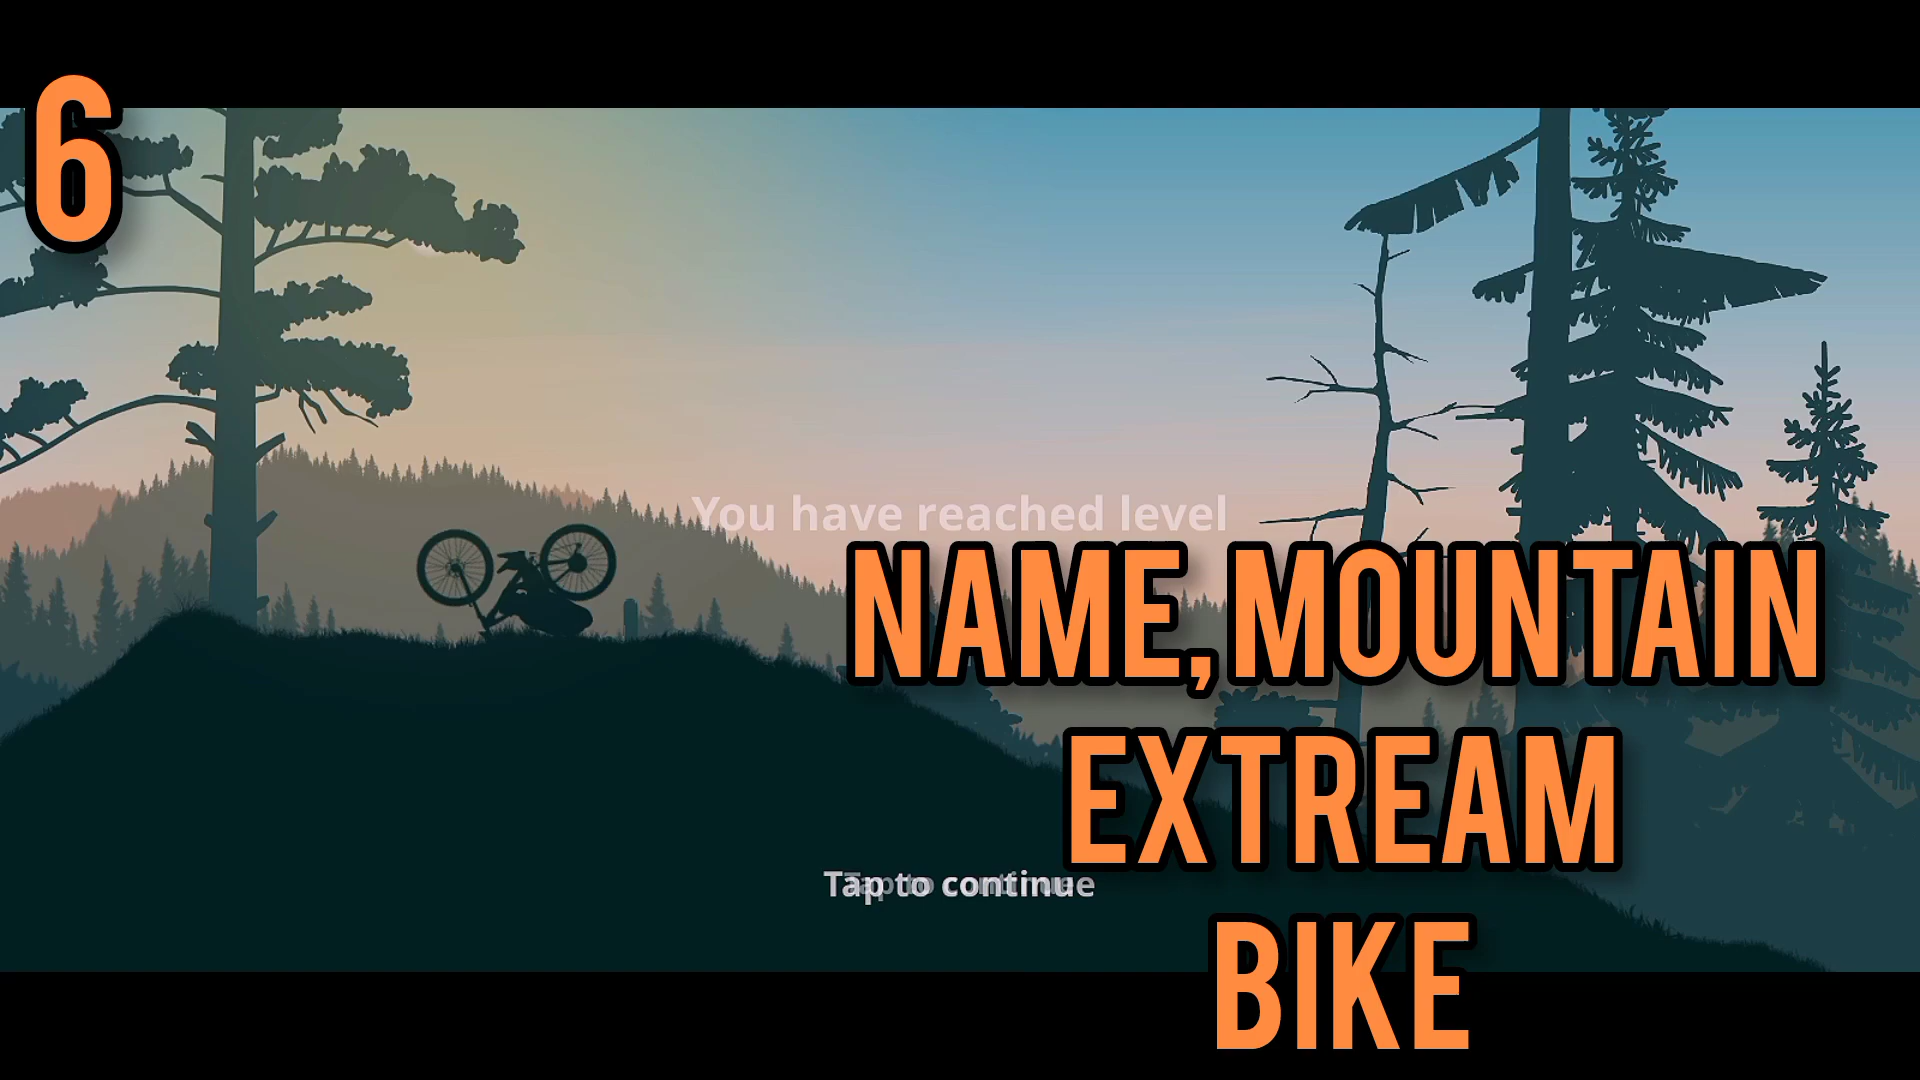 6
You have reached level
NAME,MOUNTAIN
EXTREAM
Tap to continue
BIKE